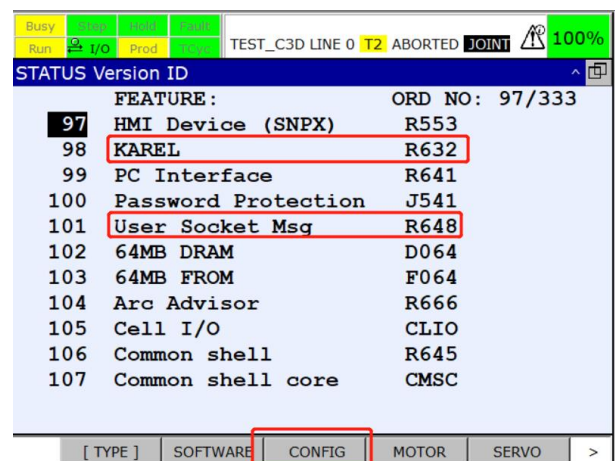 Busy Step Hold Fault
Run I/O Prod TCyc TEST_C3D LINE 0 T2 ABORTED JOINT 100%
STATUS Version ID
FEATURE: ORD NO: 97/333
97 HMI Device (SNPX) R553
98 KAREL R632
99 PC Interface R641
100 Password Protection J541
101 User Socket Msg R648
102 64MB DRAM D064
103 64MB FROM F064
104 Arc Advisor R666
105 Cell I/O CLIO
106 Common shell R645
107 Common shell core CMSC
[ TYPE ] SOFTWARE CONFIG MOTOR SERVO >